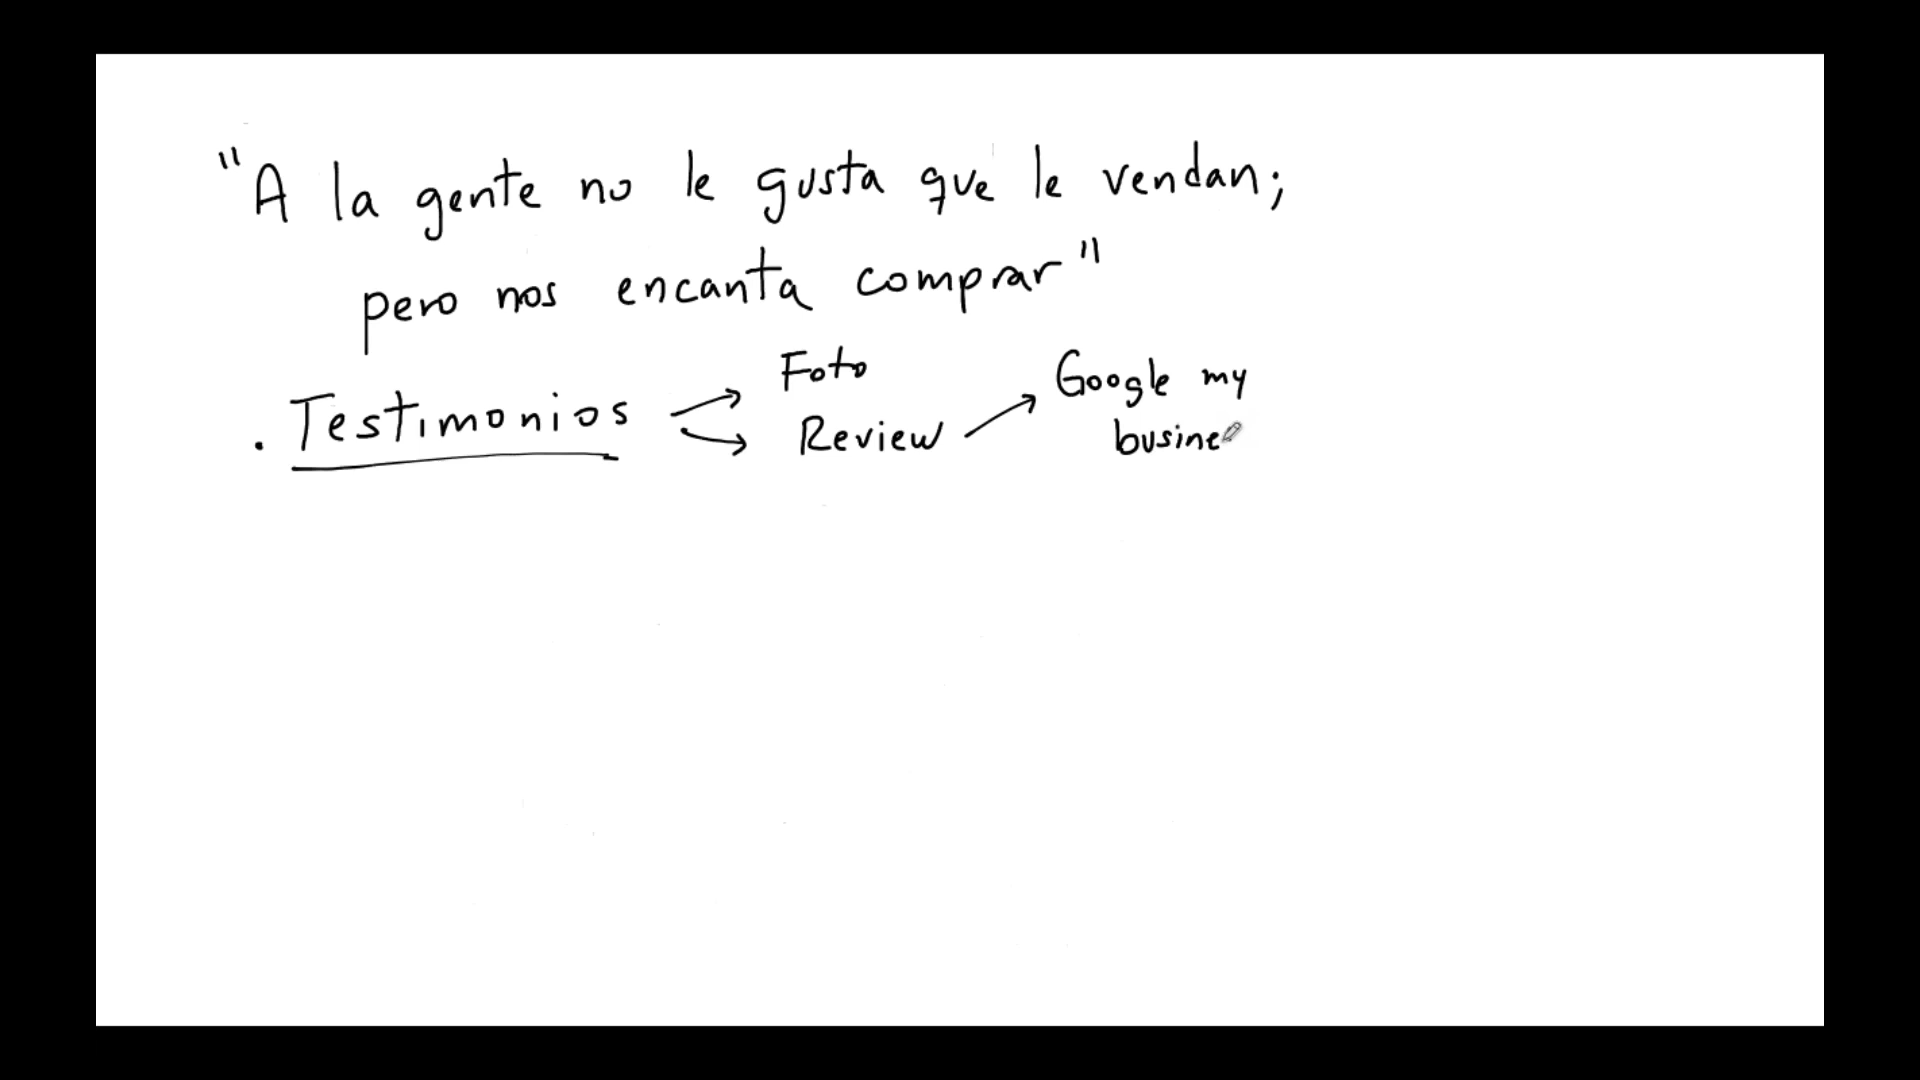 "A la gente no le gusta que le vendan;
pero nos encanta comprar"
. Testimonios
Foto
Review
Google my
busine